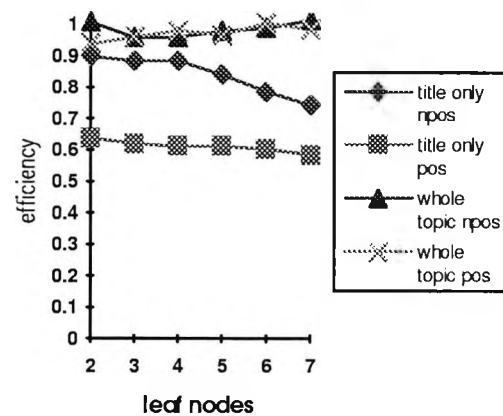 1
0.9
0.8
0.7
0.6
0.5
0.4
0.3
0.2
0.1
0
efficiency
2 3 4 5 6 7
leaf nodes
title only
npos
title only
pos
whole
topic npos
whole
topic pos